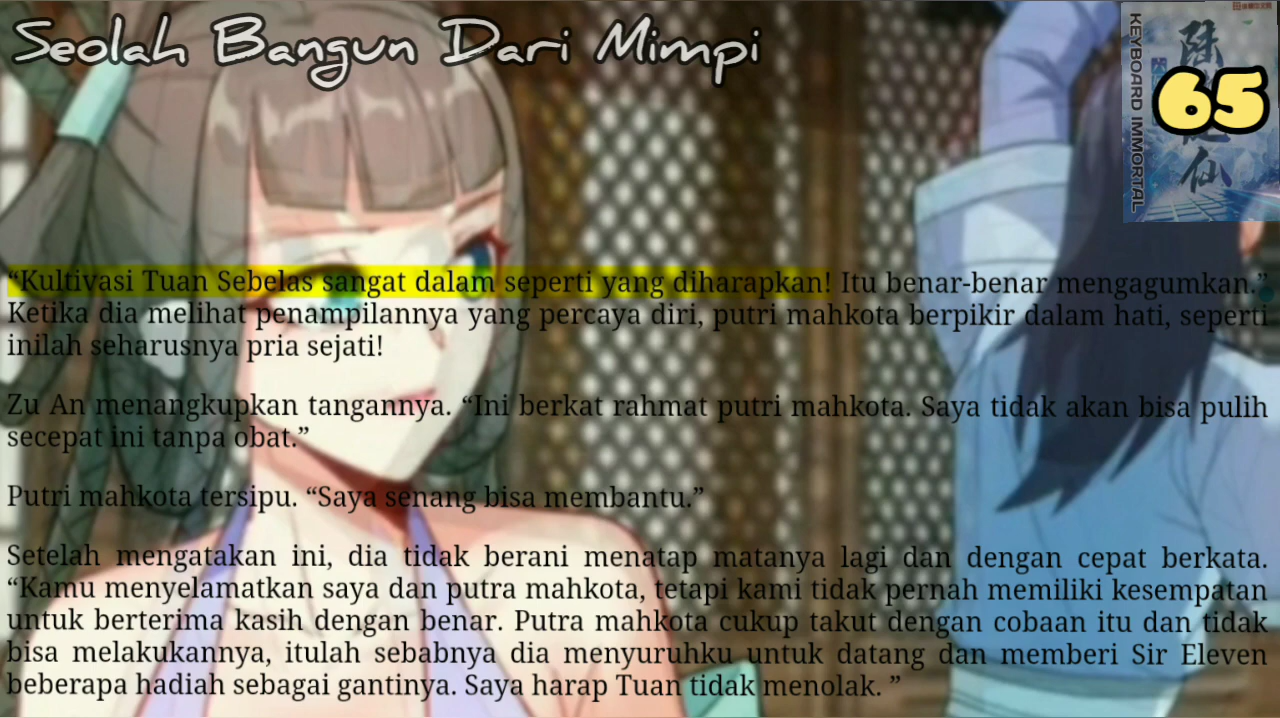 Seolah Bangun Dari Mimpi
KEYBOARD IMMORTAL
65
“Kultivasi Tuan Sebelas sangat dalam seperti yang diharapkan! Itu benar-benar mengagumkan.”
Ketika dia melihat penampilannya yang percaya diri, putri mahkota berpikir dalam hati, seperti
inilah seharusnya pria sejati!
Zu An menangkupkan tangannya. “Ini berkat rahmat putri mahkota. Saya tidak akan bisa pulih
secepat ini tanpa obat.”
Putri mahkota tersipu. “Saya senang bisa membantu.”
Setelah mengatakan ini, dia tidak berani menatap matanya lagi dan dengan cepat berkata.
“Kamu menyelamatkan saya dan putra mahkota, tetapi kami tidak pernah memiliki kesempatan
untuk berterima kasih dengan benar. Putra mahkota cukup takut dengan cobaan itu dan tidak
bisa melakukannya, itulah sebabnya dia menyuruhku untuk datang dan memberi Sir Eleven
beberapa hadiah sebagai gantinya. Saya harap Tuan tidak menolak. ”